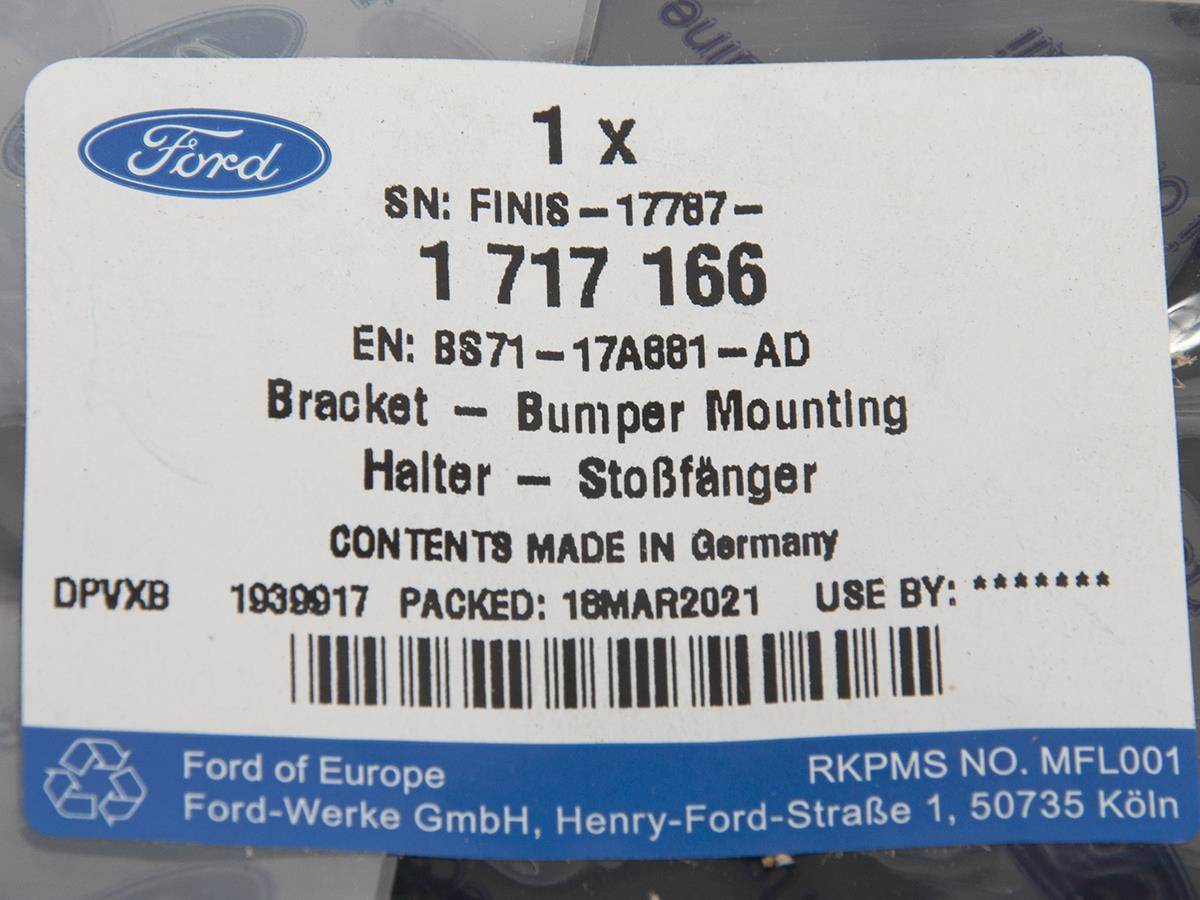 Ford
1 x
SN: FINIS-17787-
1 717 166
EN: BS71-17A881-AD
Bracket - Bumper Mounting
Halter - Stoßfänger
CONTENTS MADE IN Germany
DPVXB 1939917 PACKED: 18MAR2021 USE BY: *******
Ford of Europe
RKPMS NO. MFL001
Ford-Werke GmbH, Henry-Ford-Straße 1, 50735 Köln